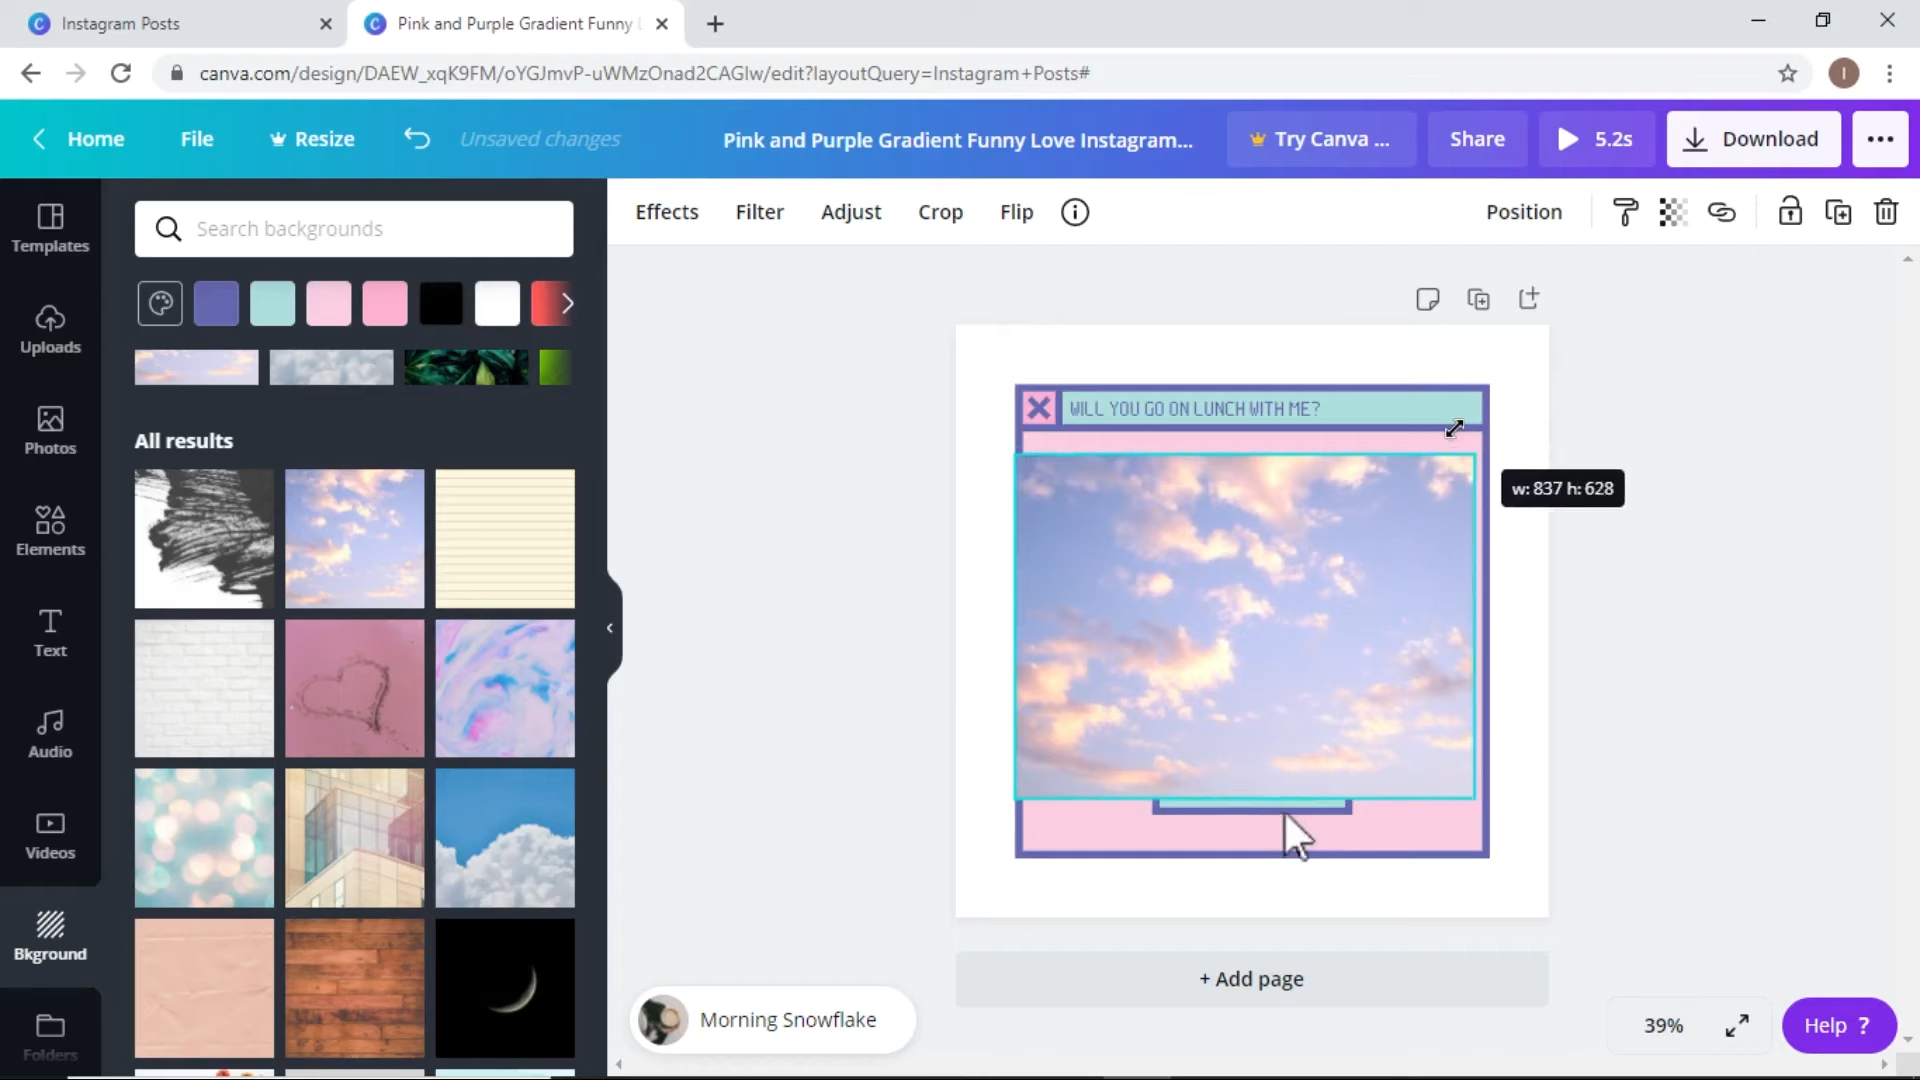 Instagram Posts
Pink and Purple Gradient Funny L
canva.com/design/DAEW_xqK9FM/oYGJmvP-uWMzOnad2CAGlw/edit?layoutQuery=Instagram+Posts#
I
Home
File
Resize
Unsaved changes
Pink and Purple Gradient Funny Love Instagram...
Try Canva ...
Share
5.2s
Download
Templates
Uploads
Photos
Elements
Text
Audio
Videos
Bkground
Folders
Search backgrounds
All results
Effects
Filter
Adjust
Crop
Flip
Position
WILL YOU GO ON LUNCH WITH ME?
w: 837 h: 628
+ Add page
Morning Snowflake
39%
Help ?